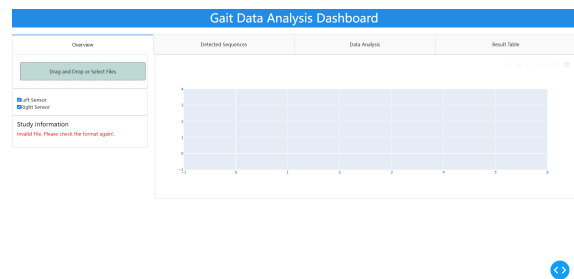 Gait Data Analysis Dashboard
Overview
Detected Sequences
Data Analysis
Result Table
Drag and Drop or Select Files
Left Sensor
Right Sensor
Study Information
Invalid file. Please check the format again!.
4
3
2
1
0
−1
−1 0 1 2 3 4 5 6